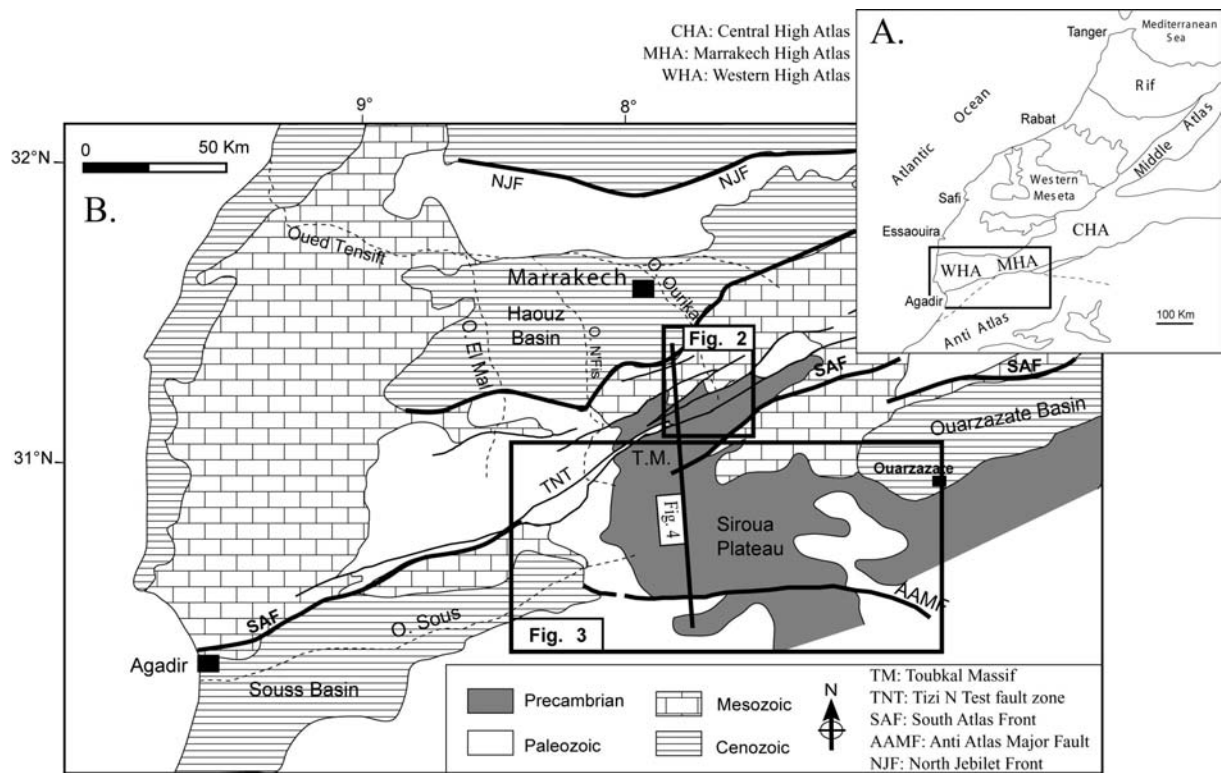 CHA: Central High Atlas
MHA: Marrakech High Atlas
WHA: Western High Atlas
A.
Mediterranean
Sea
Tanger
Rif
Atlantic
Ocean
Rabat
Middle
Atlas
Western
Meseta
Safi
Essaouira
CHA
WHA
MHA
Agadir
Anti Atlas
100 Km
9°
8°
32°N
31°N
0
50 Km
B.
NJF
NJF
Oued Tensift
Marrakech
O. Ourika
Haouz
Basin
O. El Mal
O. N'Fis
Fig. 2
SAF
SAF
Ouarzazate Basin
Ouarzazate
T.M.
TNT
Fig. 4
Siroua
Plateau
AAMF
SAF
O. Sous
Fig. 3
Agadir
Souss Basin
Precambrian
Paleozoic
Mesozoic
Cenozoic
N
TM: Toubkal Massif
TNT: Tizi N Test fault zone
SAF: South Atlas Front
AAMF: Anti Atlas Major Fault
NJF: North Jebilet Front